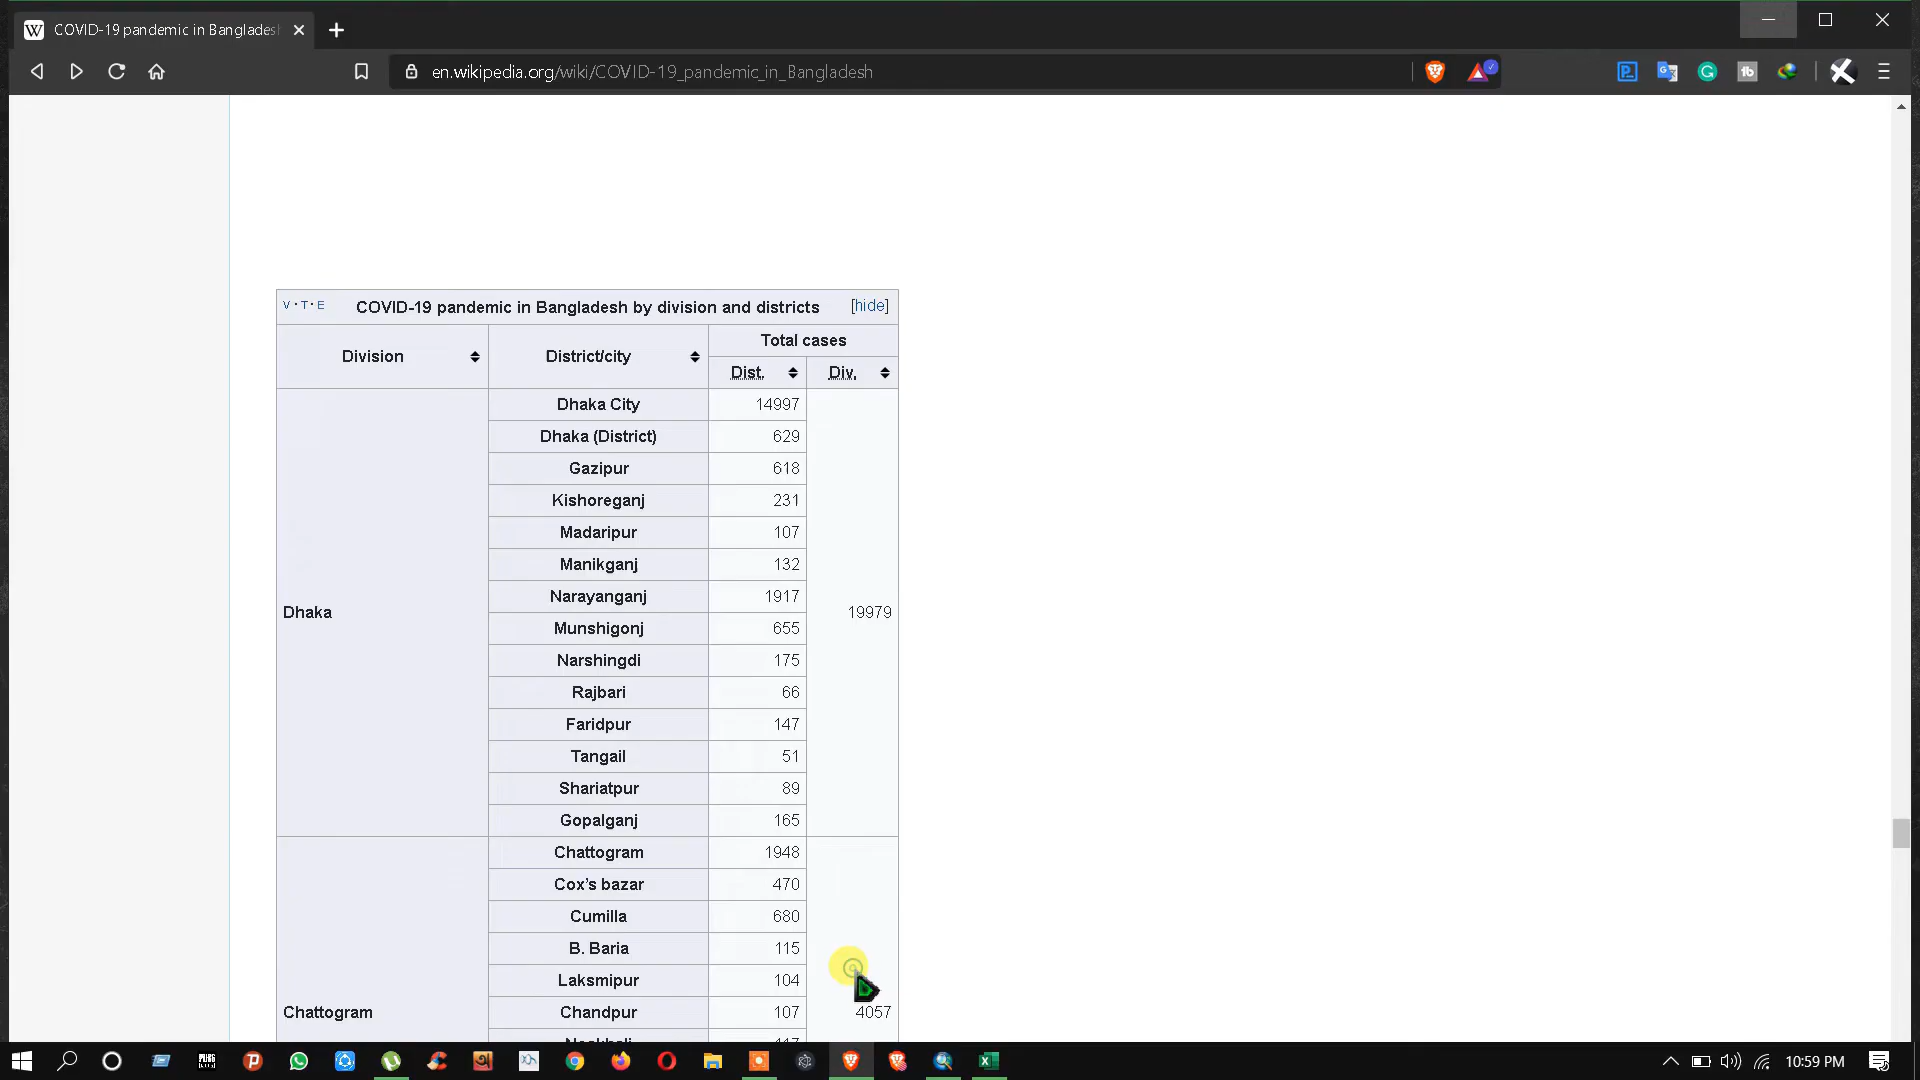 COVID-19 pandemic in Banglades
en.wikipedia.org/wiki/COVID-19_pandemic_in_Bangladesh
V · T · E COVID-19 pandemic in Bangladesh by division and districts [hide]
Division District/city Total cases
Dist. Div.
Dhaka City 14997
Dhaka (District) 629
Gazipur 618
Kishoreganj 231
Madaripur 107
Manikganj 132
Narayanganj 1917
Dhaka 19979
Munshigonj 655
Narshingdi 175
Rajbari 66
Faridpur 147
Tangail 51
Shariatpur 89
Gopalganj 165
Chattogram 1948
Cox's bazar 470
Cumilla 680
B. Baria 115
Laksmipur 104
Chattogram Chandpur 107 4057
10:59 PM